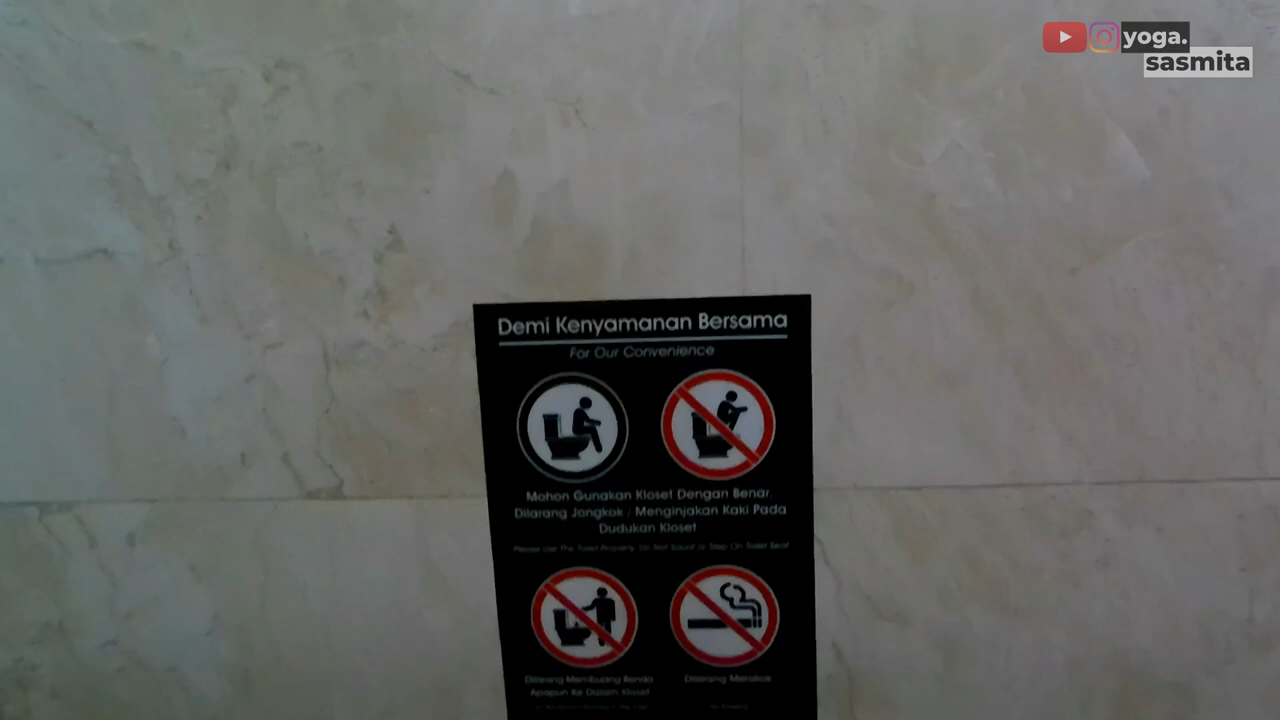 yoga.
sasmita
Demi Kenyamanan Bersama
For Our Convenience
Mohon Gunakan Kloset Dengan Benar.
Dilarang Jongkok / Menginjakan Kaki Pada
Dudukan Kloset
Please Use The Toilet Properly. Do Not Squat or Step On Toilet Seat
Dilarang Membuang Benda
Apapun Ke Dalam Kloset
Dilarang Merokok
No Smoking